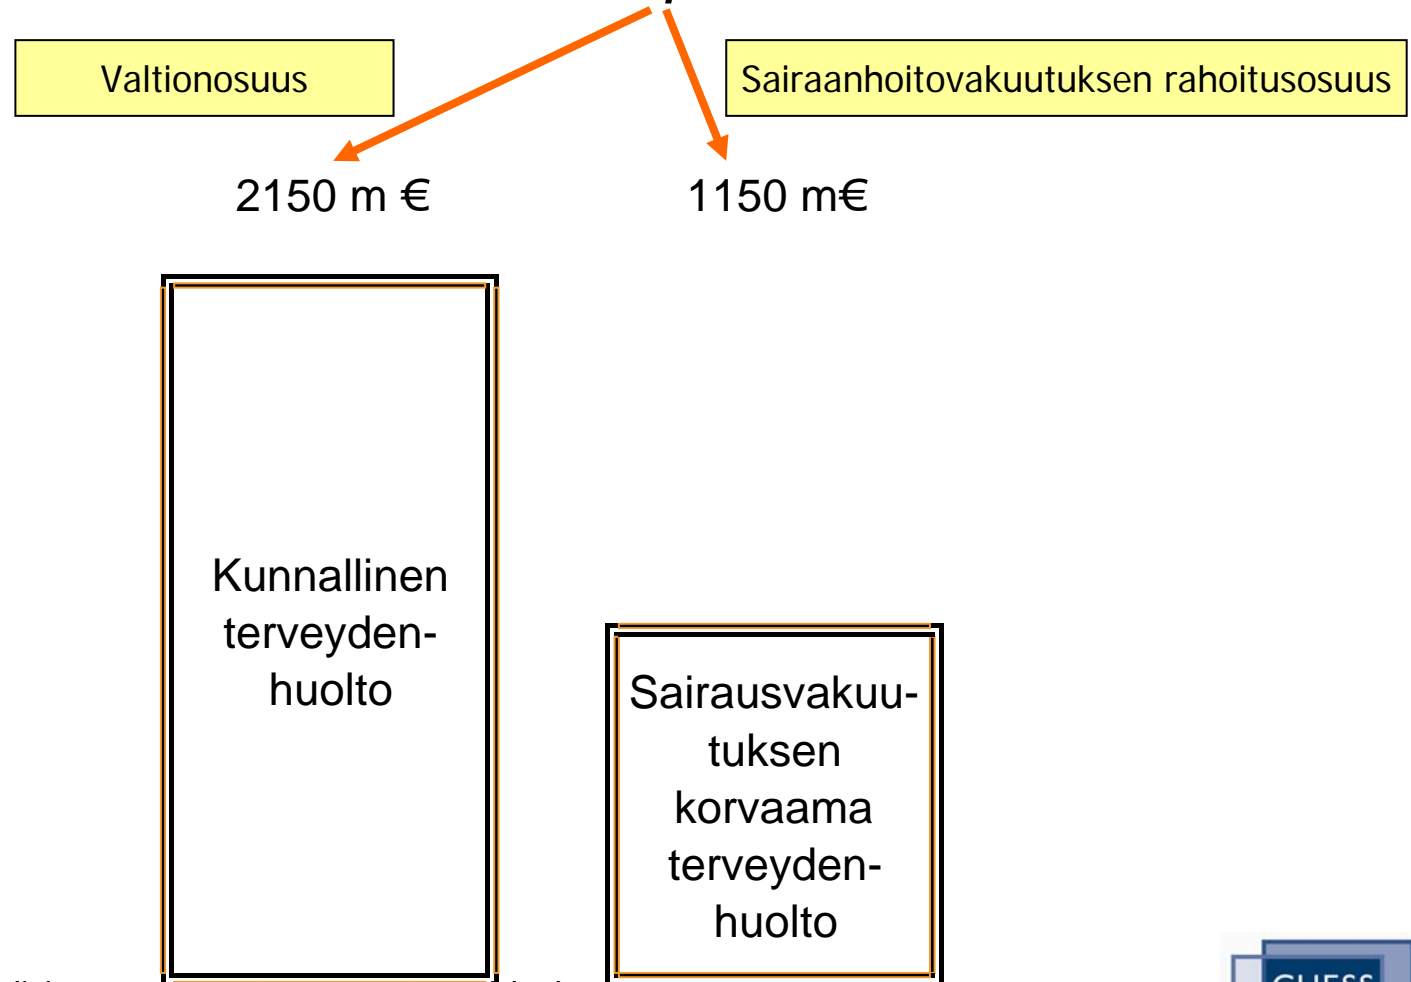 Valtionosuus
Sairaanhoitovakuutuksen rahoitusosuus
2150 m €
1150 m€
Kunnallinen
terveyden-
huolto
Sairausvakuu-
tuksen
korvaama
terveyden-
huolto